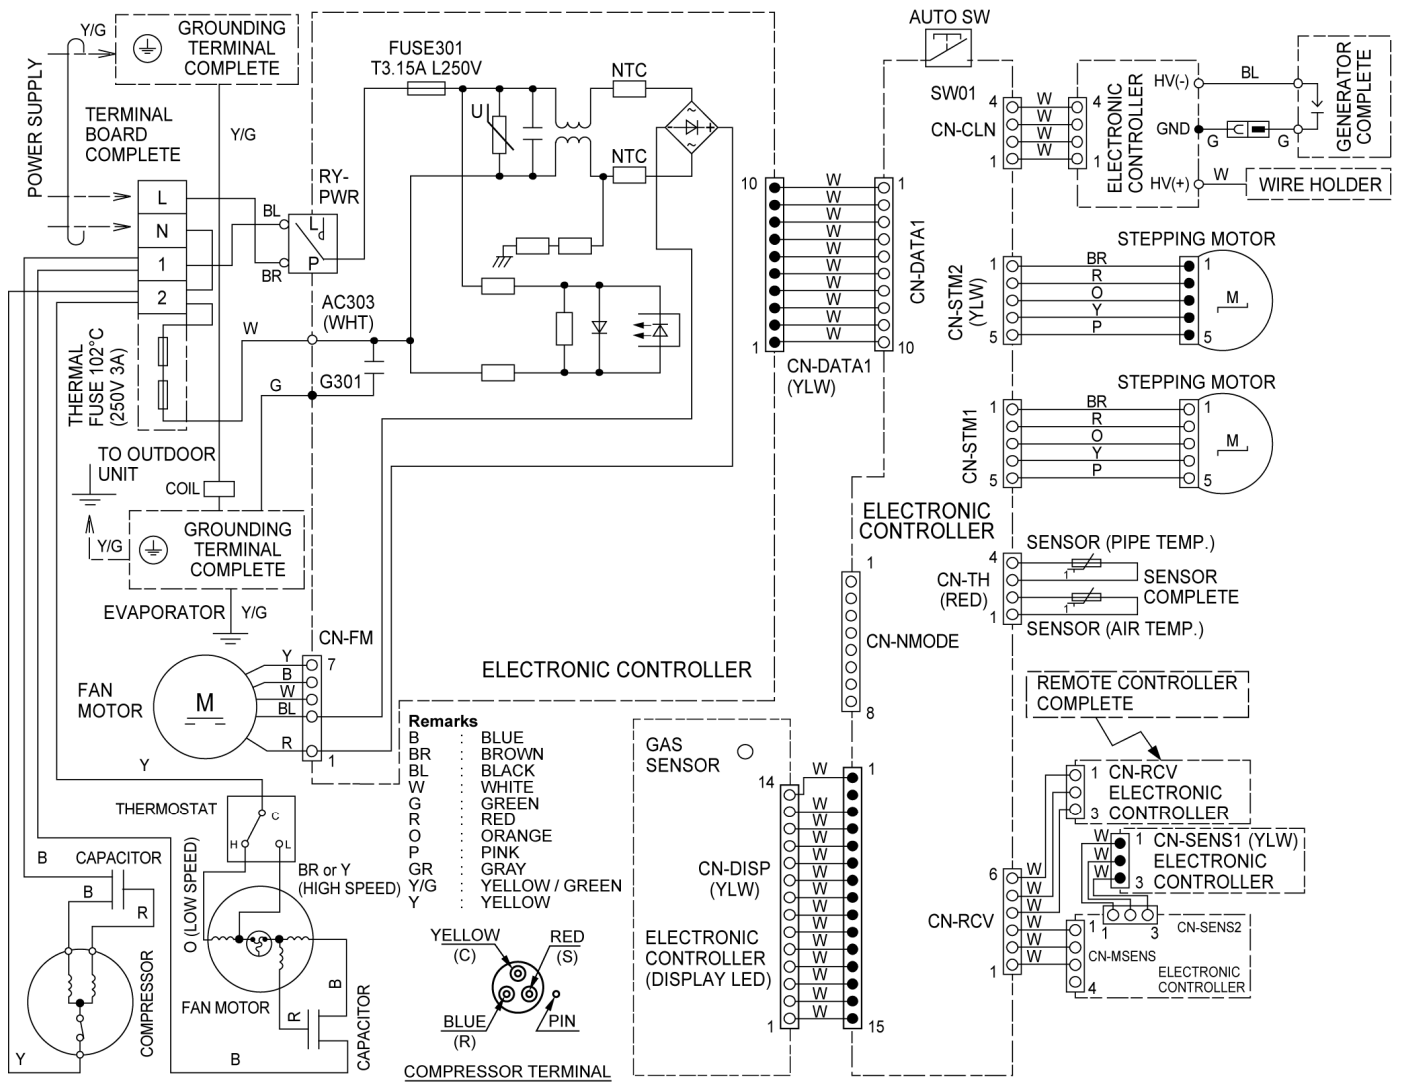 Y/G
GROUNDING
TERMINAL
COMPLETE
POWER SUPPLY
TERMINAL
BOARD
COMPLETE
Y/G
L
N
1
2
RY-
PWR
BL
BR
L
P
FUSE301
T3.15A L250V
U
NTC
NTC
~
~
-
+
AC303
(WHT)
W
G
G301
THERMAL
FUSE 102°C
(250V 3A)
TO OUTDOOR
UNIT
COIL
Y/G
GROUNDING
TERMINAL
COMPLETE
EVAPORATOR
Y/G
CN-FM
7
1
Y
B
W
BL
R
FAN
MOTOR
M
ELECTRONIC CONTROLLER
10
1
W
W
W
W
W
W
W
W
W
W
1
10
CN-DATA1
CN-DATA1
(YLW)
AUTO SW
SW01
4
CN-CLN
1
W
W
W
W
4
1
ELECTRONIC
CONTROLLER
HV(-)
GND
HV(+)
BL
G
G
W
GENERATOR
COMPLETE
WIRE HOLDER
STEPPING MOTOR
1
CN-STM2
(YLW)
5
BR
R
O
Y
P
1
5
M
STEPPING MOTOR
1
CN-STM1
5
BR
R
O
Y
P
1
5
M
ELECTRONIC
CONTROLLER
SENSOR (PIPE TEMP.)
4
CN-TH
(RED)
1
1
1
SENSOR
COMPLETE
SENSOR (AIR TEMP.)
1
CN-NMODE
8
REMOTE CONTROLLER
COMPLETE
1
3
CN-RCV
ELECTRONIC
CONTROLLER
W
W
W
1
3
CN-SENS1 (YLW)
ELECTRONIC
CONTROLLER
1
3
CN-SENS2
6
CN-RCV
1
W
W
W
W
W
W
1
4
CN-MSENS
ELECTRONIC
CONTROLLER
Remarks
B : BLUE
BR : BROWN
BL : BLACK
W : WHITE
G : GREEN
R : RED
O : ORANGE
P : PINK
GR : GRAY
Y/G : YELLOW / GREEN
Y : YELLOW
GAS
SENSOR
14
1
CN-DISP
(YLW)
ELECTRONIC
CONTROLLER
(DISPLAY LED)
W
W
W
W
W
W
W
W
W
W
W
W
W
W
1
15
Y
THERMOSTAT
C
H
L
O (LOW SPEED)
BR or Y
(HIGH SPEED)
B
CAPACITOR
B
R
COMPRESSOR
Y
FAN MOTOR
R
B
CAPACITOR
B
YELLOW
(C)
RED
(S)
BLUE
(R)
PIN
COMPRESSOR TERMINAL